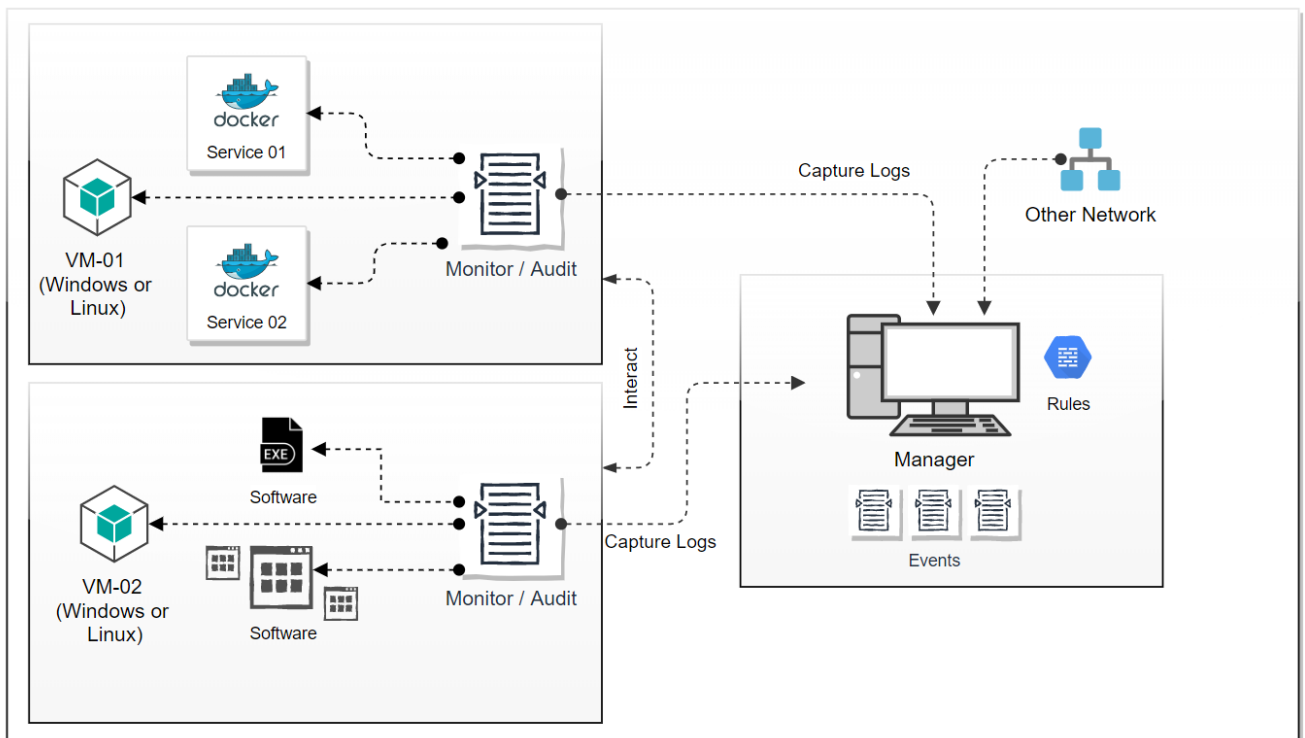 docker
Service 01
VM-01
(Windows or
Linux)
docker
Service 02
Monitor / Audit
Capture Logs
Other Network
Interact
Rules
Manager
Events
EXE
Software
VM-02
(Windows or
Linux)
Software
Monitor / Audit
Capture Logs